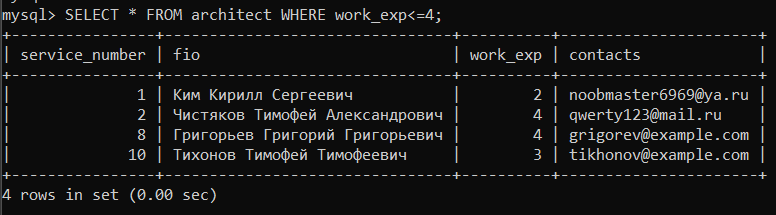 mysql> SELECT * FROM architect WHERE work_exp<=4;
+----------------+-------------------------------+----------+----------------------+
| service_number | fio                           | work_exp | contacts             |
+----------------+-------------------------------+----------+----------------------+
|              1 | Ким Кирилл Сергеевич          |        2 | noobmaster6969@ya.ru |
|              2 | Чистяков Тимофей Александрович |        4 | qwerty123@mail.ru    |
|              8 | Григорьев Григорий Григорьевич |        4 | grigorev@example.com |
|             10 | Тихонов Тимофей Тимофеевич    |        3 | tikhonov@example.com |
+----------------+-------------------------------+----------+----------------------+
4 rows in set (0.00 sec)